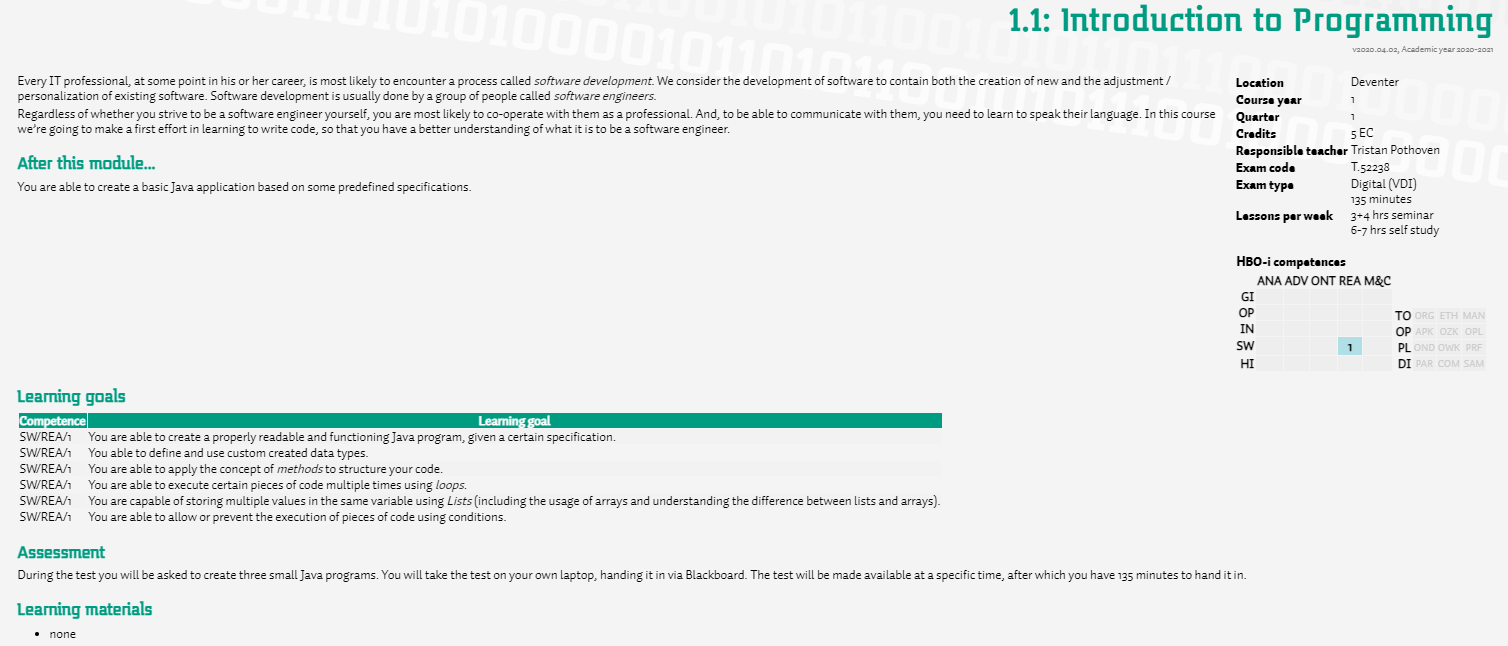 1.1: Introduction to Programming
v2020.04.02, Academic year 2020-2021
Every IT professional, at some point in his or her career, is most likely to encounter a process called software development. We consider the development of software to contain both the creation of new and the adjustment /
personalization of existing software. Software development is usually done by a group of people called software engineers.
Regardless of whether you strive to be a software engineer yourself, you are most likely to co-operate with them as a professional. And, to be able to communicate with them, you need to learn to speak their language. In this course
we're going to make a first effort in learning to write code, so that you have a better understanding of what it is to be a software engineer.
After this module...
You are able to create a basic Java application based on some predefined specifications.
Location Deventer
Course year 1
Quarter 1
Credits 5 EC
Responsible teacher Tristan Pothoven
Exam code T.52238
Exam type Digital (VDI)
135 minutes
Lessons per week 3+4 hrs seminar
6-7 hrs self study
HBO-i competences
ANA ADV ONT REA M&C
GI
OP
IN
SW 1
HI
TO ORG ETH MAN
OP APK OZK OPL
PL OND OWK PRF
DI PAR COM SAM
Learning goals
Competence Learning goal
SW/REA/1 You are able to create a properly readable and functioning Java program, given a certain specification.
SW/REA/1 You able to define and use custom created data types.
SW/REA/1 You are able to apply the concept of methods to structure your code.
SW/REA/1 You are able to execute certain pieces of code multiple times using loops.
SW/REA/1 You are capable of storing multiple values in the same variable using Lists (including the usage of arrays and understanding the difference between lists and arrays).
SW/REA/1 You are able to allow or prevent the execution of pieces of code using conditions.
Assessment
During the test you will be asked to create three small Java programs. You will take the test on your own laptop, handing it in via Blackboard. The test will be made available at a specific time, after which you have 135 minutes to hand it in.
Learning materials
• none